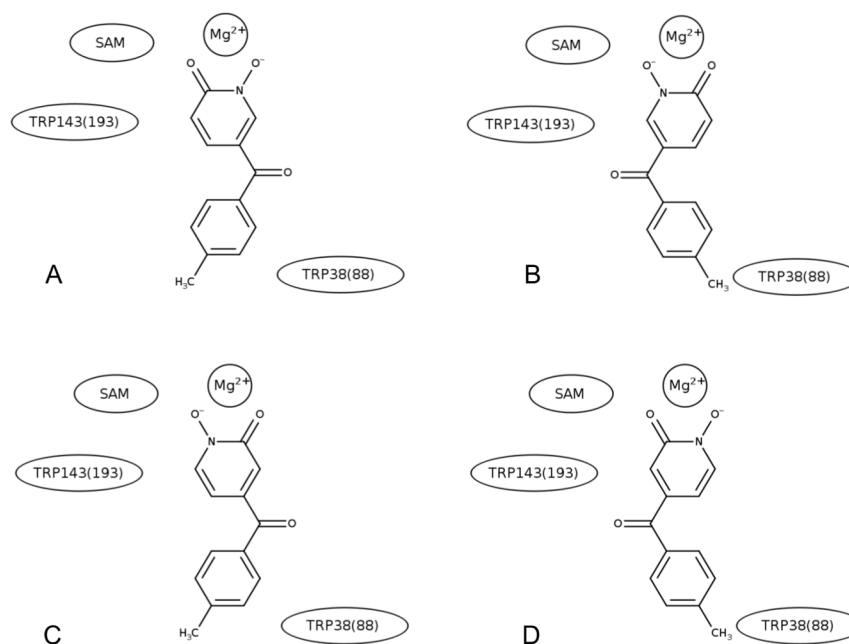 SAM Mg2+ O O⁻ N TRP143(193) O H₃C TRP38(88) A
SAM Mg2+ O⁻ O N TRP143(193) O CH₃ TRP38(88) B
SAM Mg2+ O⁻ O N TRP143(193) O H₃C TRP38(88) C
SAM Mg2+ O O⁻ N TRP143(193) O CH₃ TRP38(88) D